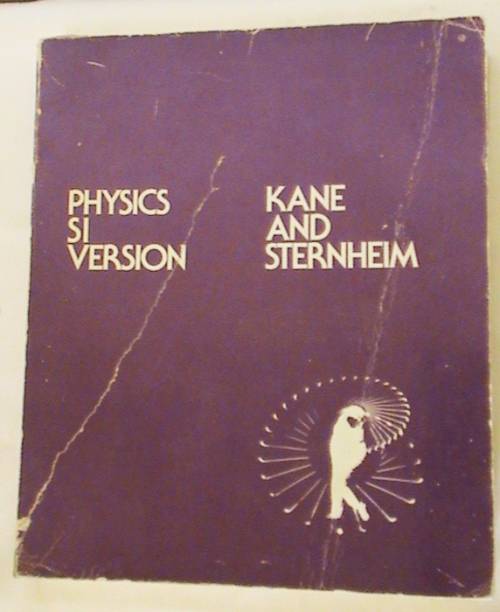 PHYSICS
SI
VERSION
KANE
AND
STERNHEIM